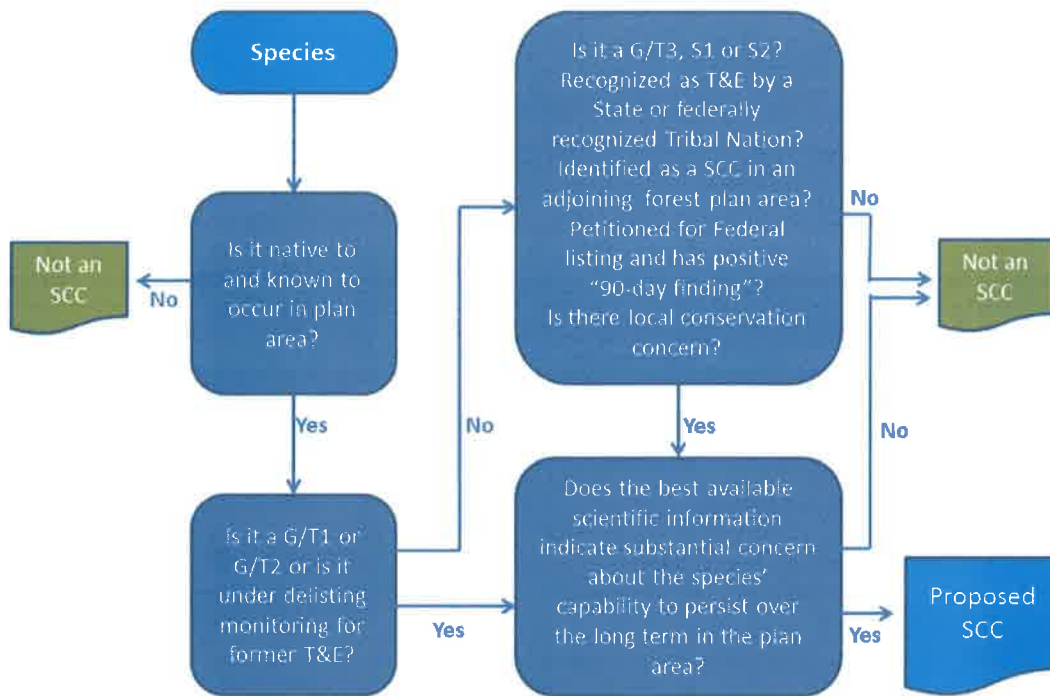 Species
Is it native to
and known to
occur in plan
area?
No
Not an
SCC
Yes
Is it a G/T1 or
G/T2 or is it
under delisting
monitoring for
former T&E?
No
Yes
Is it a G/T3, S1 or S2?
Recognized as T&E by a
State or federally
recognized Tribal Nation?
Identified as a SCC in an
adjoining forest plan area?
Petitioned for Federal
listing and has positive
“90-day finding”?
Is there local conservation
concern?
No
Not an
SCC
Yes
Does the best available
scientific information
indicate substantial concern
about the species’
capability to persist over
the long term in the plan
area?
No
Yes
Proposed
SCC